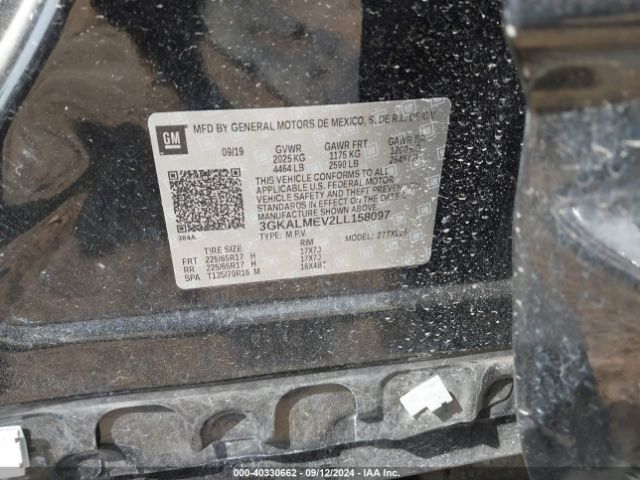 GM
MFD BY GENERAL MOTORS DE MEXICO, S. DE R.L. DE C.V.
09/19 GVWR GAWR FRT GAWR RR
2025 KG 1175 KG
4464 LB 2590 LB
THIS VEHICLE CONFORMS TO ALL
APPLICABLE U.S. FEDERAL MOTOR
VEHICLE SAFETY AND THEFT PREVENTION
STANDARDS IN EFFECT ON THE DATE OF
MANUFACTURE SHOWN ABOVE.
3GKALMEV2LL158097
TYPE: M.P.V. MODEL:
TIRE SIZE RIM
FRT 225/65R17 H 17X7J
RR 225/65R17 H 17X7J
SPA T135/70R16 M 16X4BT
000-40330662 - 09/12/2024 - IAA Inc.